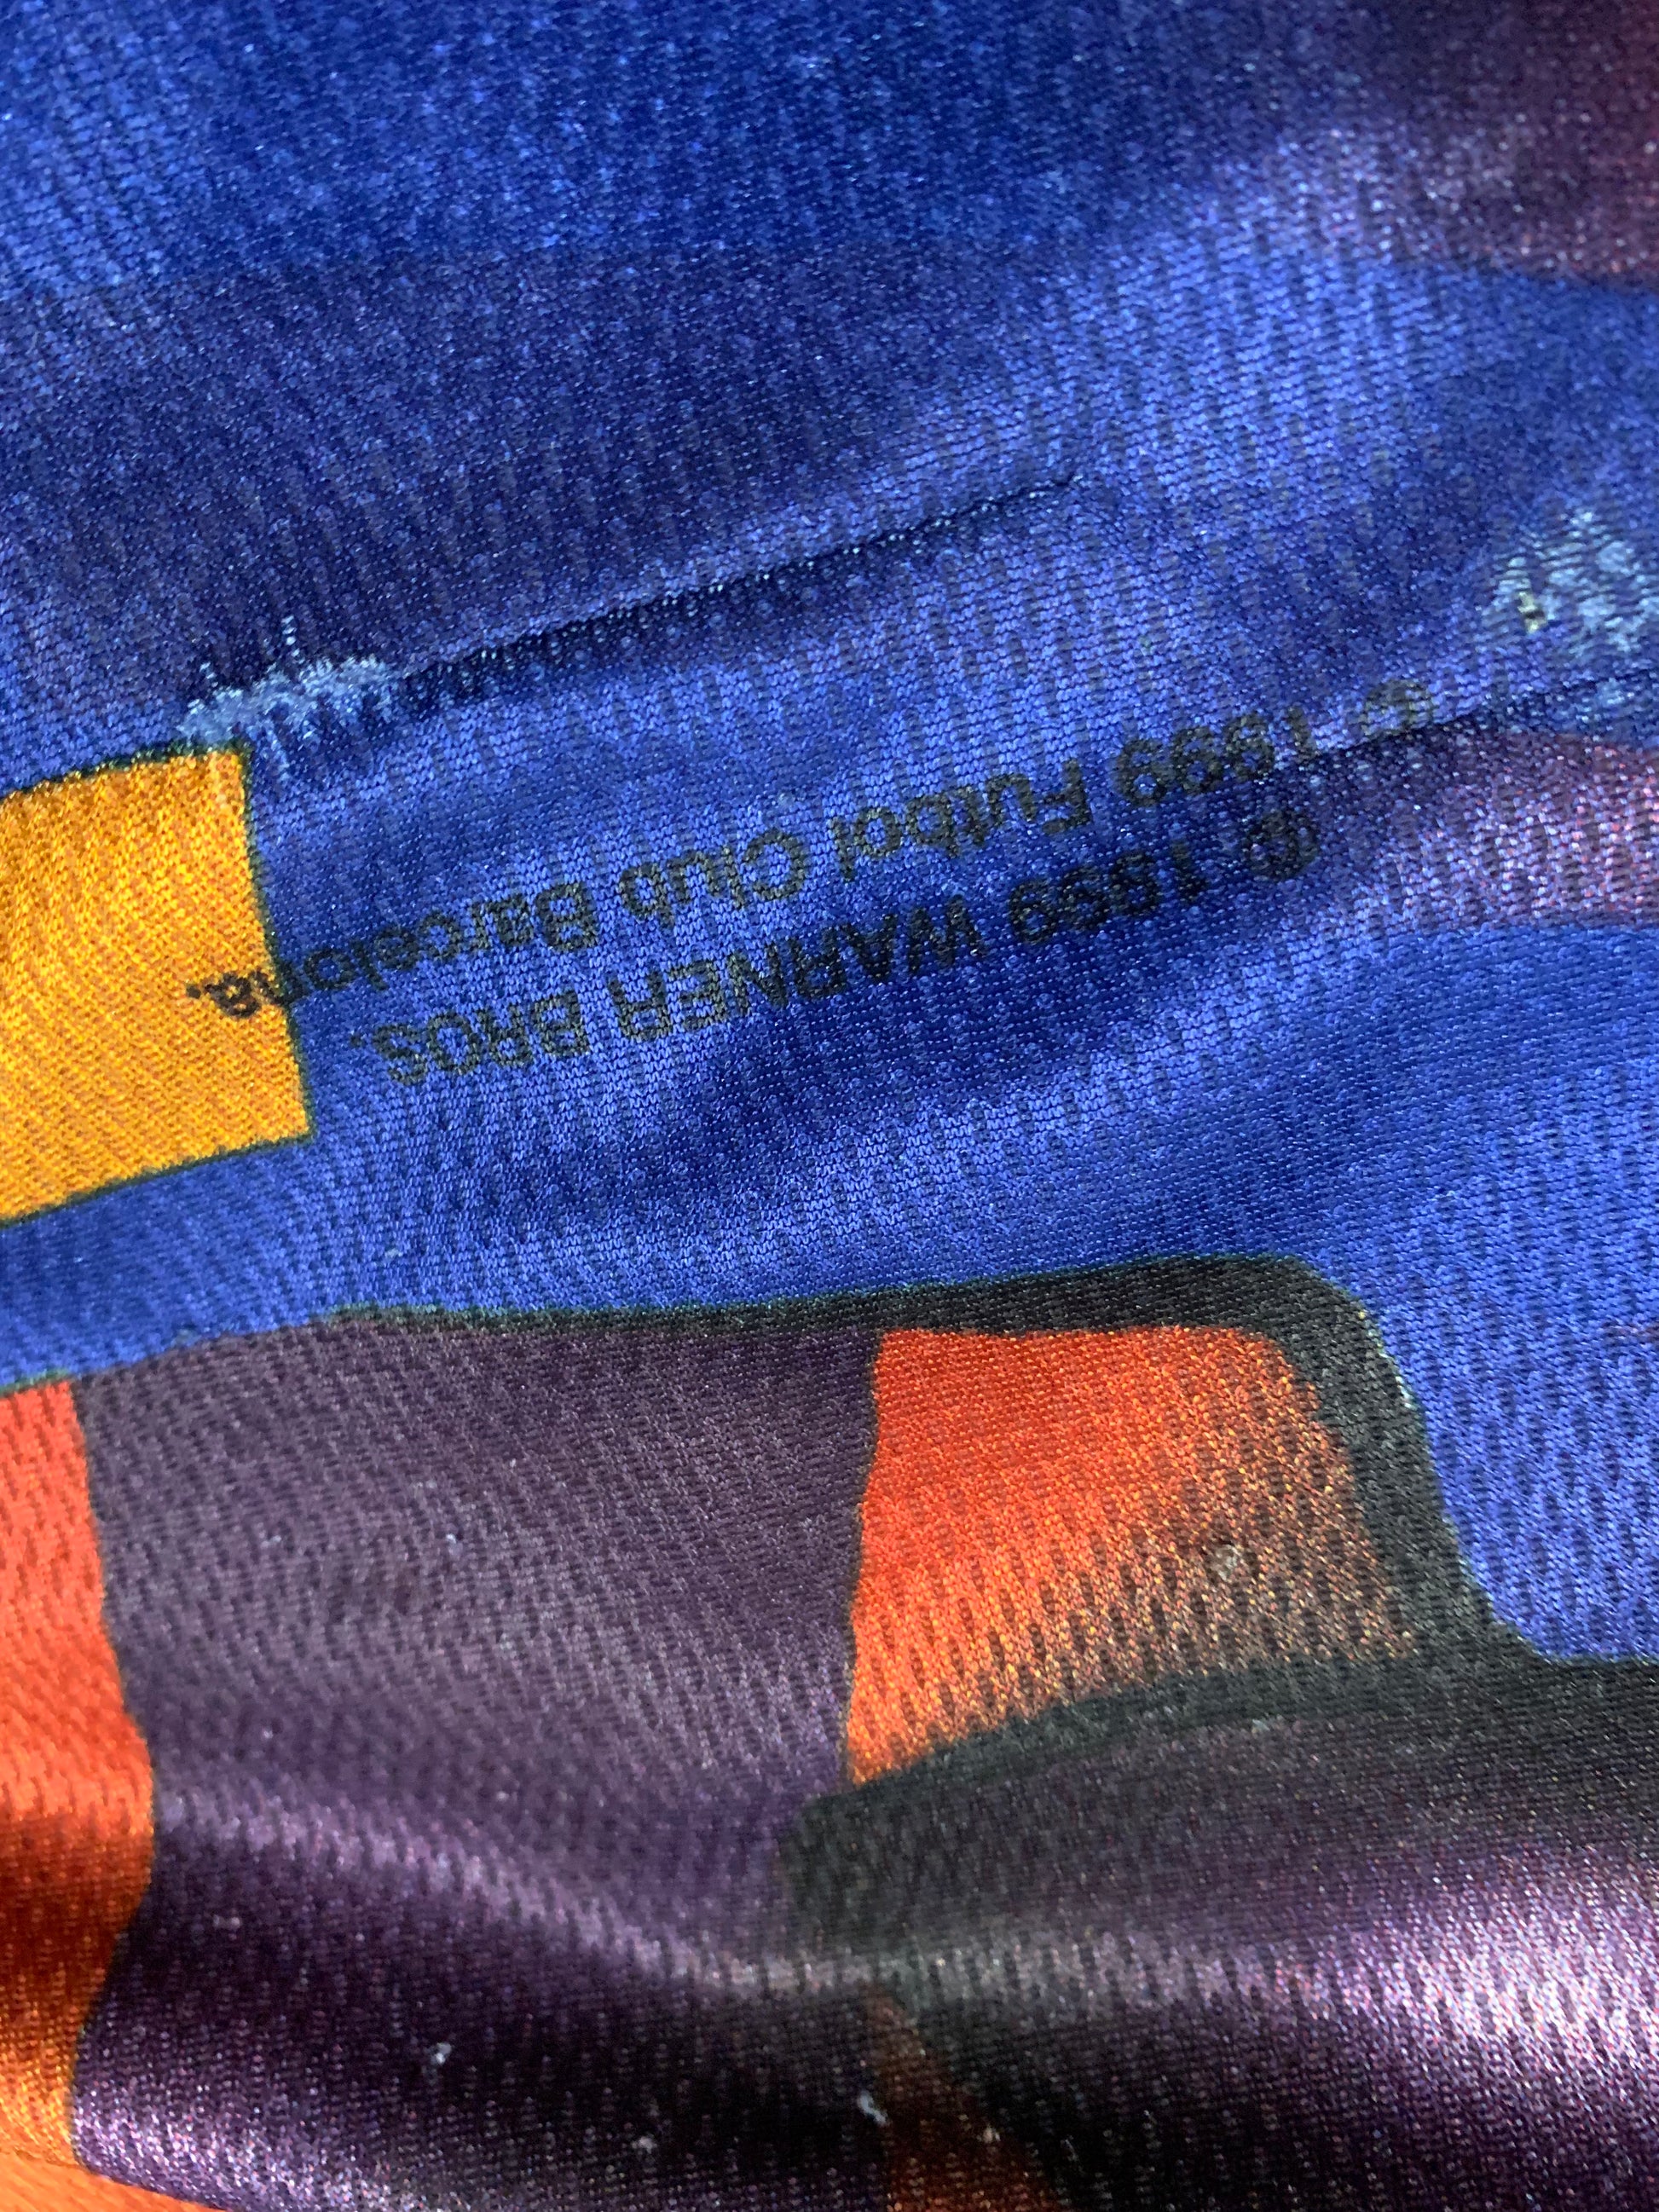 © 1999 WARNER BROS.
© 1999 Futbol Club Barcelona.